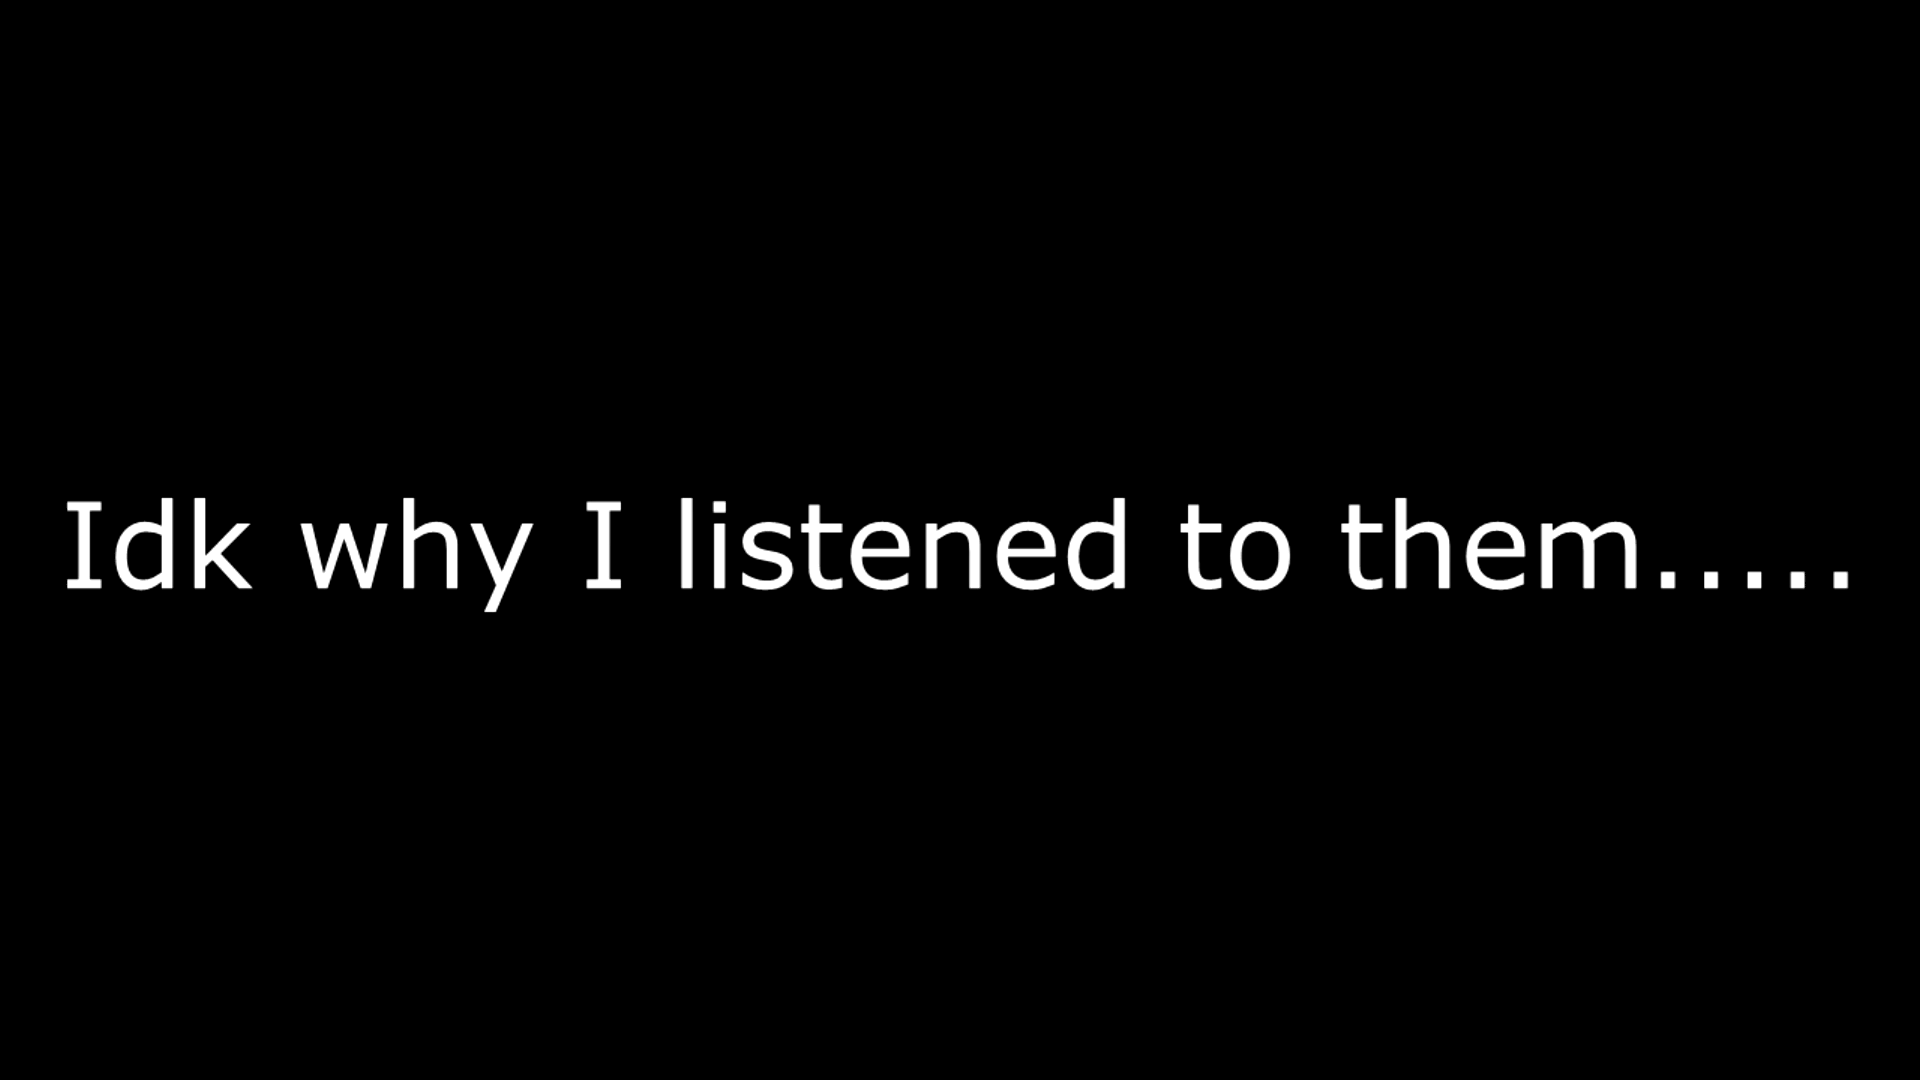 Idk why I listened to them.....